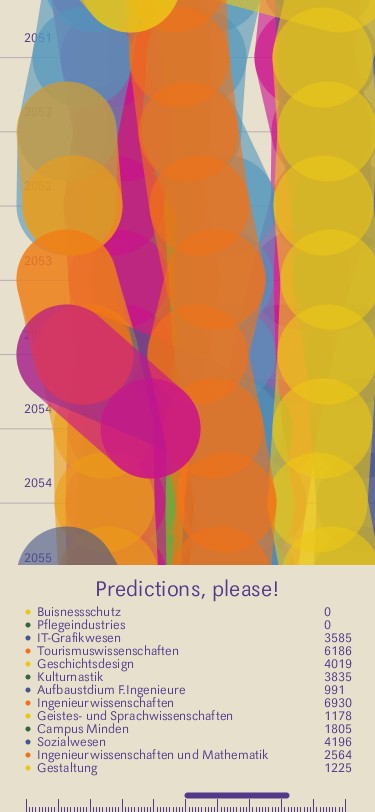 2051
2052
2052
2053
2054
2054
2055
Predictions, please!
Buisnessschutz 0
Pflegeindustries 0
IT-Grafikwesen 3585
Tourismuswissenschaften 6186
Geschichtsdesign 4019
Kulturnastik 3835
Aufbaustdium F.Ingenieure 991
Ingenieurwissenschaften 6930
Geistes- und Sprachwissenschaften 1178
Campus Minden 1805
Sozialwesen 4196
Ingenieurwissenschaften und Mathematik 2564
Gestaltung 1225